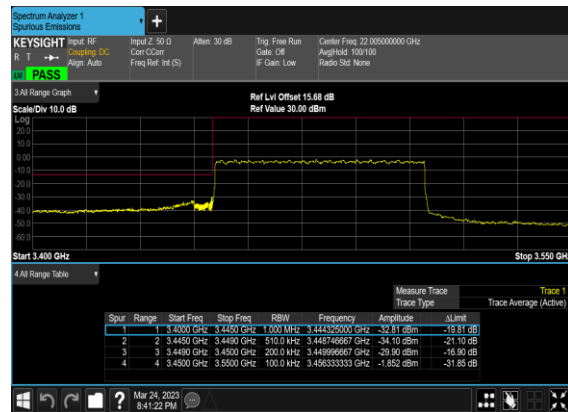 Spectrum Analyzer 1
Spurious Emissions
KEYSIGHT Input: RF Input Z: 50 Ω Atten: 30 dB Trig: Free Run Center Freq: 22.005000000 GHz
R T Coupling: DC Corr CCorr Gate: Off Avg|Hold: 100/100
Align: Auto Freq Ref: Int (S) IF Gain: Low Radio Std: None
PASS
3 All Range Graph
Ref Lvl Offset 15.68 dB
Scale/Div 10.0 dB Ref Value 30.00 dBm
Log
20.0
10.0
0.00
-10.0
-20.0
-30.0
-40.0
-50.0
-60.0
Start 3.400 GHz Stop 3.550 GHz
4 All Range Table
Measure Trace Trace 1
Trace Type Trace Average (Active)
Spur Range Start Freq Stop Freq RBW Frequency Amplitude ΔLimit
1 1 3.4000 GHz 3.4450 GHz 1.000 MHz 3.444325000 GHz -32.81 dBm -19.81 dB
2 2 3.4450 GHz 3.4490 GHz 510.0 kHz 3.448746667 GHz -34.10 dBm -21.10 dB
3 3 3.4490 GHz 3.4500 GHz 200.0 kHz 3.449996667 GHz -29.90 dBm -16.90 dB
4 4 3.4500 GHz 3.5500 GHz 100.0 kHz 3.456333333 GHz -1.852 dBm -31.85 dB
Mar 24, 2023
8:41:22 PM